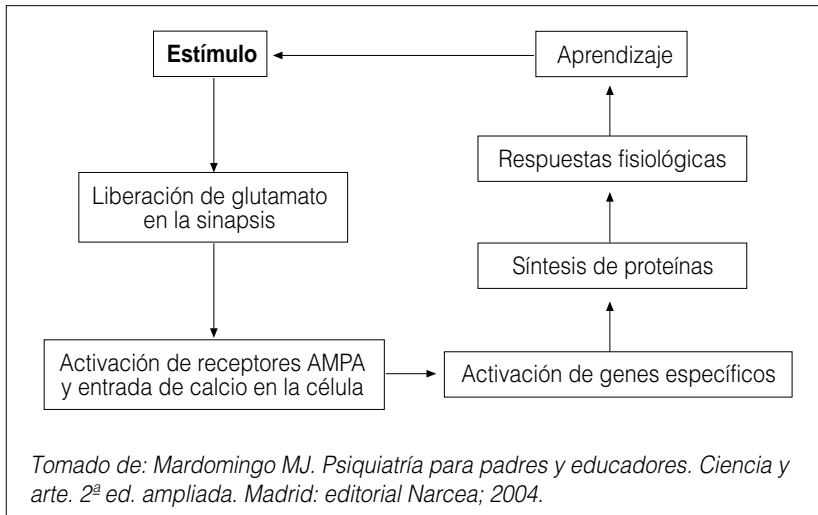 Estímulo
Liberación de glutamato
en la sinapsis
Activación de receptores AMPA
y entrada de calcio en la célula
Activación de genes específicos
Síntesis de proteínas
Respuestas fisiológicas
Aprendizaje
Tomado de: Mardomingo MJ. Psiquiatría para padres y educadores. Ciencia y
arte. 2ª ed. ampliada. Madrid: editorial Narcea; 2004.